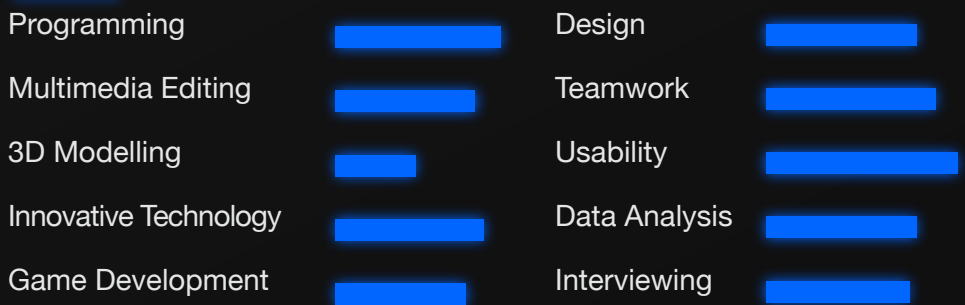 Programming
Multimedia Editing
3D Modelling
Innovative Technology
Game Development
Design
Teamwork
Usability
Data Analysis
Interviewing